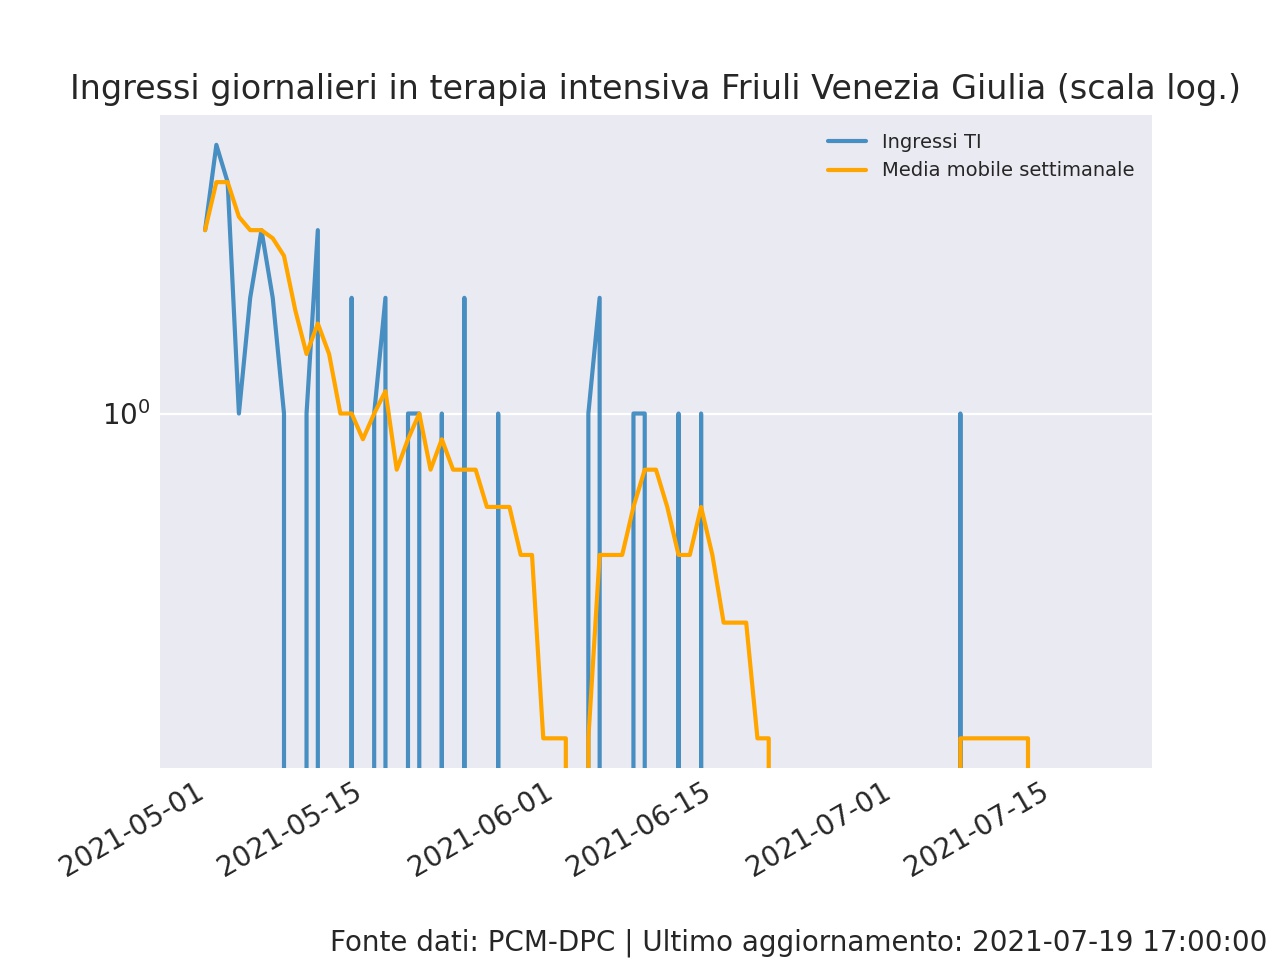 Ingressi giornalieri in terapia intensiva Friuli Venezia Giulia (scala log.)
Ingressi TI
Media mobile settimanale
10⁰
2021-05-01
2021-05-15
2021-06-01
2021-06-15
2021-07-01
2021-07-15
Fonte dati: PCM-DPC | Ultimo aggiornamento: 2021-07-19 17:00:00